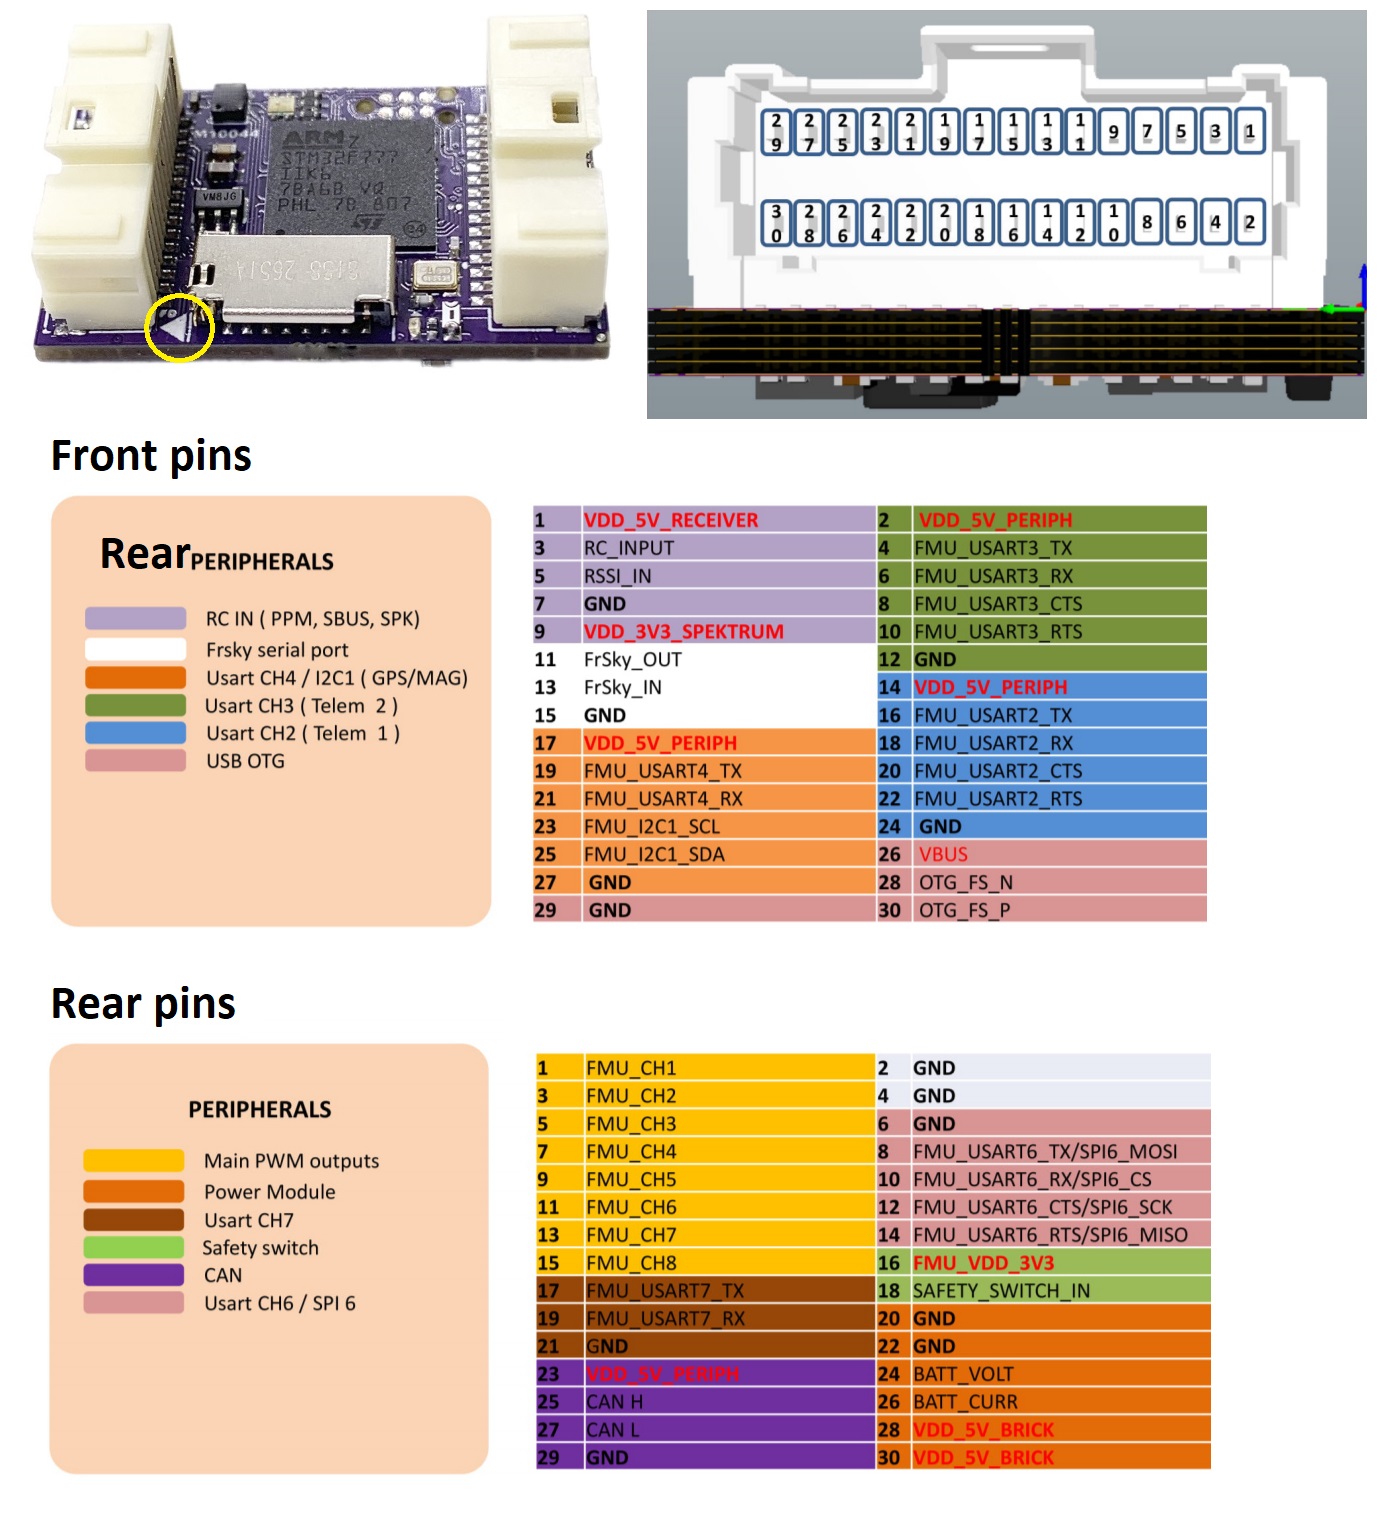 M10044
ARM
STM32F777
IIK6
7BA6B VQ
PHL 7B 807
VM8JG
29 27 25 23 21 19 17 15 13 11 9 7 5 3 1
30 28 26 24 22 20 18 16 14 12 10 8 6 4 2
Front pins
Rear PERIPHERALS
RC IN ( PPM, SBUS, SPK)
Frsky serial port
Usart CH4 / I2C1 ( GPS/MAG)
Usart CH3 ( Telem 2 )
Usart CH2 ( Telem 1 )
USB OTG
1 VDD_5V_RECEIVER 2 VDD_5V_PERIPH
3 RC_INPUT 4 FMU_USART3_TX
5 RSSI_IN 6 FMU_USART3_RX
7 GND 8 FMU_USART3_CTS
9 VDD_3V3_SPEKTRUM 10 FMU_USART3_RTS
11 FrSky_OUT 12 GND
13 FrSky_IN 14 VDD_5V_PERIPH
15 GND 16 FMU_USART2_TX
17 VDD_5V_PERIPH 18 FMU_USART2_RX
19 FMU_USART4_TX 20 FMU_USART2_CTS
21 FMU_USART4_RX 22 FMU_USART2_RTS
23 FMU_I2C1_SCL 24 GND
25 FMU_I2C1_SDA 26 VBUS
27 GND 28 OTG_FS_N
29 GND 30 OTG_FS_P
Rear pins
PERIPHERALS
Main PWM outputs
Power Module
Usart CH7
Safety switch
CAN
Usart CH6 / SPI 6
1 FMU_CH1 2 GND
3 FMU_CH2 4 GND
5 FMU_CH3 6 GND
7 FMU_CH4 8 FMU_USART6_TX/SPI6_MOSI
9 FMU_CH5 10 FMU_USART6_RX/SPI6_CS
11 FMU_CH6 12 FMU_USART6_CTS/SPI6_SCK
13 FMU_CH7 14 FMU_USART6_RTS/SPI6_MISO
15 FMU_CH8 16 FMU_VDD_3V3
17 FMU_USART7_TX 18 SAFETY_SWITCH_IN
19 FMU_USART7_RX 20 GND
21 GND 22 GND
23 VDD_5V_PERIPH 24 BATT_VOLT
25 CAN H 26 BATT_CURR
27 CAN L 28 VDD_5V_BRICK
29 GND 30 VDD_5V_BRICK